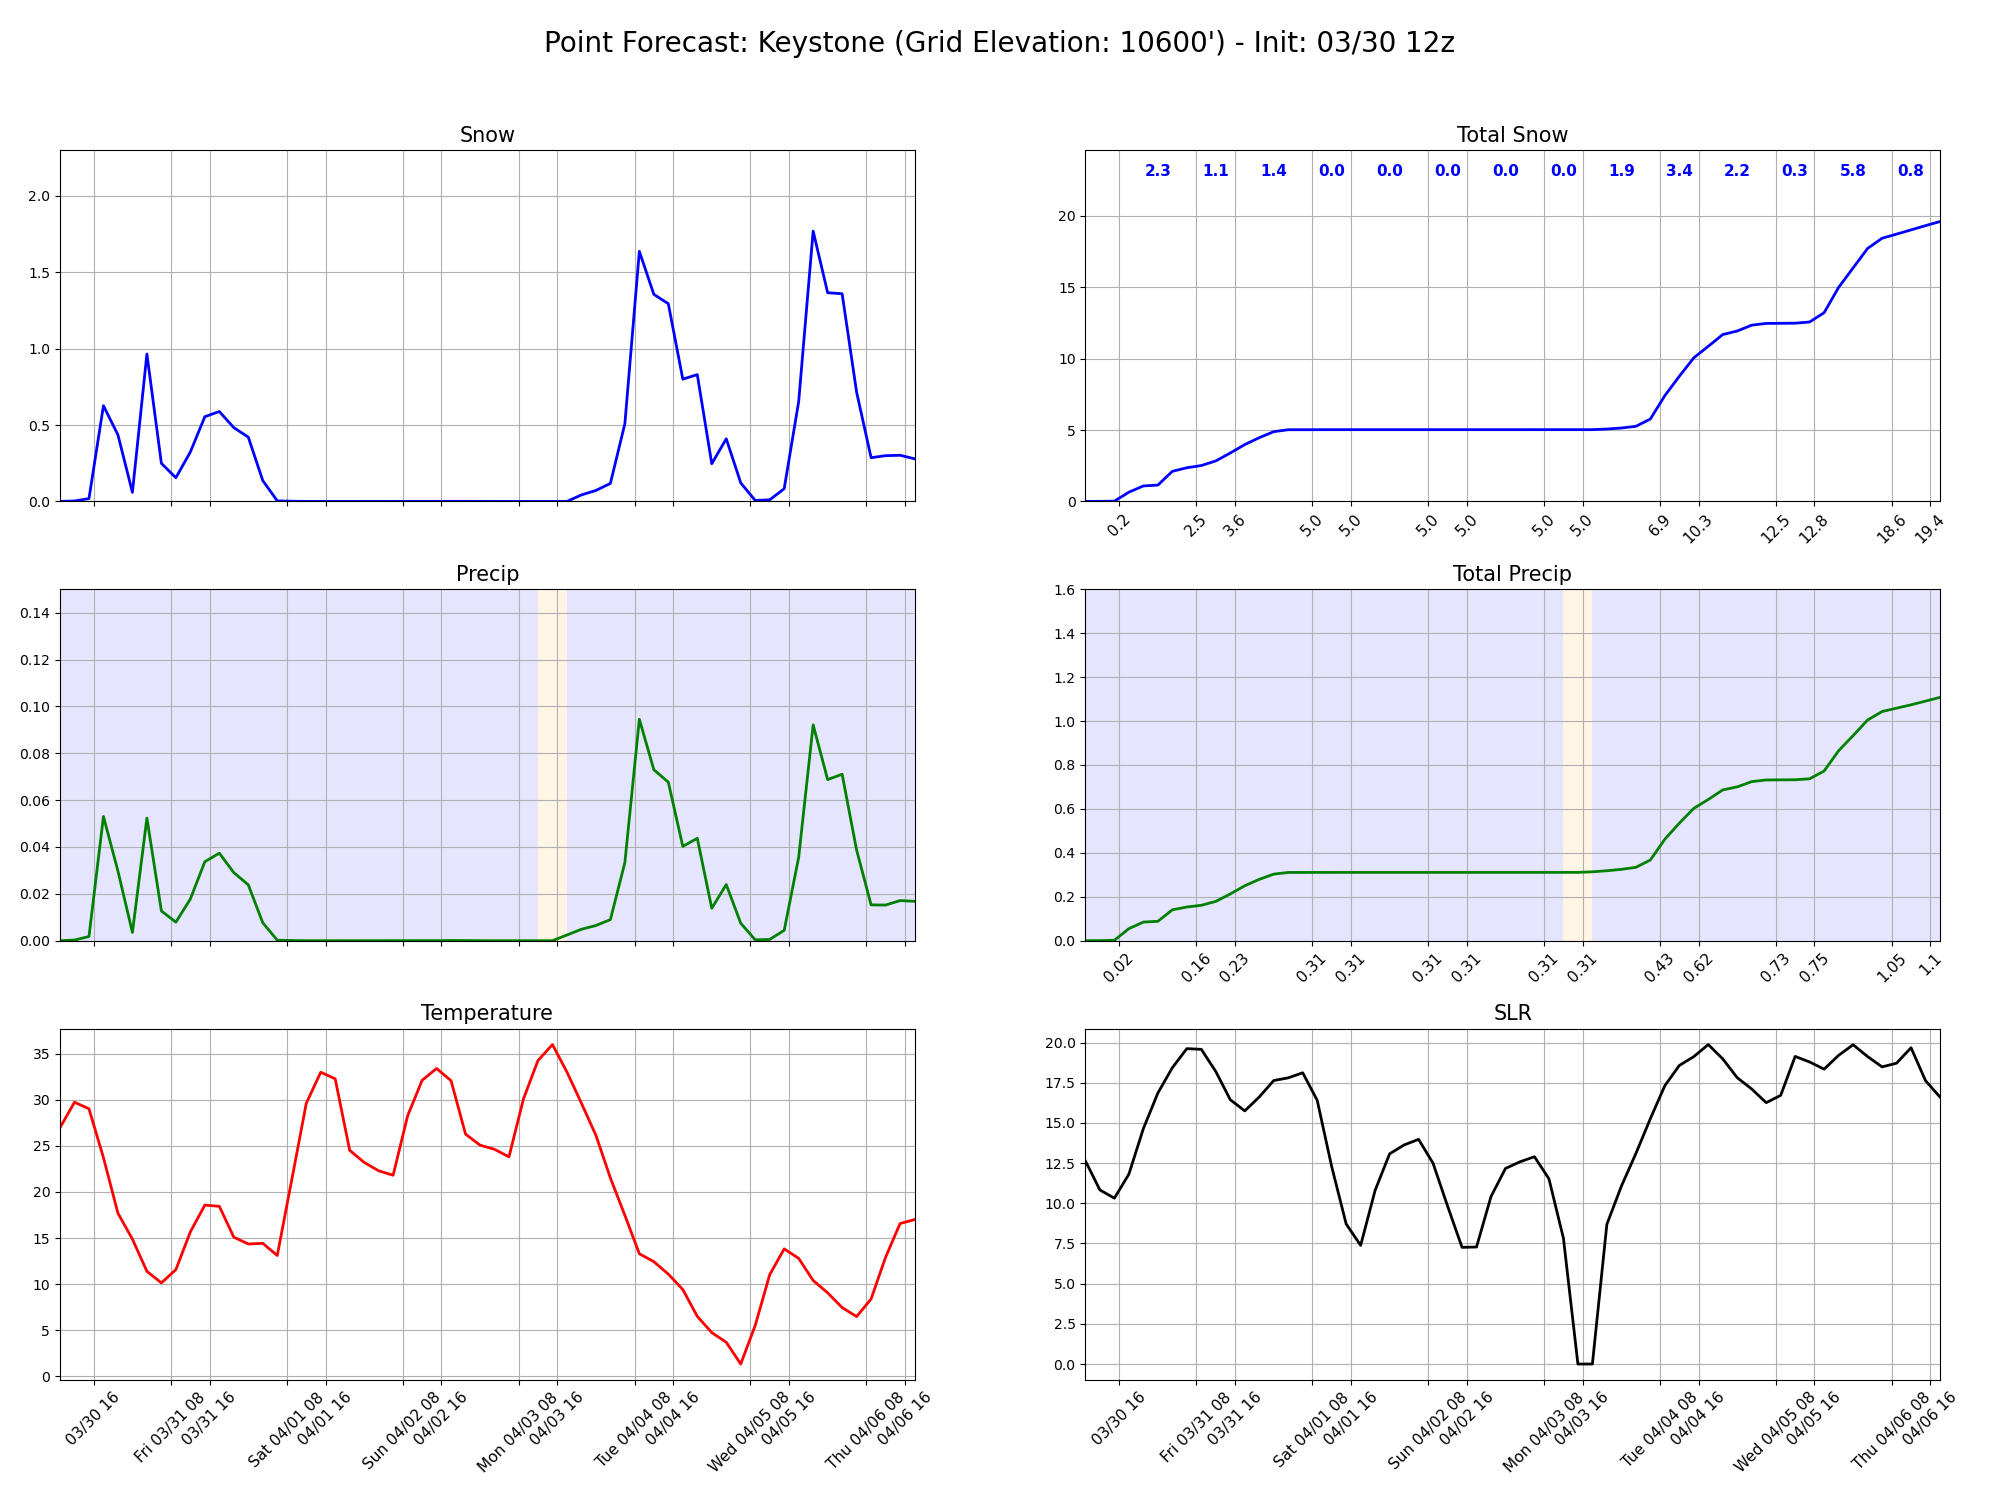 Point Forecast: Keystone (Grid Elevation: 10600') - Init: 03/30 12z
Snow
2.0
1.5
1.0
0.5
0.0
Total Snow
2.3 1.1 1.4 0.0 0.0 0.0 0.0 0.0 1.9 3.4 2.2 0.3 5.8 0.8
20
15
10
5
0
0.2 2.5 3.6 5.0 5.0 5.0 5.0 5.0 5.0 6.9 10.3 12.5 12.8 18.6 19.4
Precip
0.14
0.12
0.10
0.08
0.06
0.04
0.02
0.00
Total Precip
1.6
1.4
1.2
1.0
0.8
0.6
0.4
0.2
0.0
0.02 0.16 0.23 0.31 0.31 0.31 0.31 0.31 0.31 0.43 0.62 0.73 0.75 1.05 1.1
Temperature
35
30
25
20
15
10
5
0
03/30 16
Fri 03/31 08
03/31 16
Sat 04/01 08
04/01 16
Sun 04/02 08
04/02 16
Mon 04/03 08
04/03 16
Tue 04/04 08
04/04 16
Wed 04/05 08
04/05 16
Thu 04/06 08
04/06 16
SLR
20.0
17.5
15.0
12.5
10.0
7.5
5.0
2.5
0.0
03/30 16
Fri 03/31 08
03/31 16
Sat 04/01 08
04/01 16
Sun 04/02 08
04/02 16
Mon 04/03 08
04/03 16
Tue 04/04 08
04/04 16
Wed 04/05 08
04/05 16
Thu 04/06 08
04/06 16